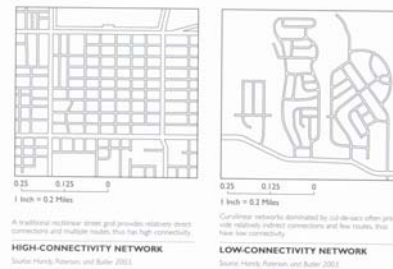 0.25 0.125 0
1 Inch = 0.2 Miles
A traditional rectilinear street grid provides relatively direct
connections and multiple routes, thus has high connectivity.
HIGH-CONNECTIVITY NETWORK
Source: Handy, Paterson, and Butler 2003.
0.25 0.125 0
1 Inch = 0.2 Miles
Curvilinear networks dominated by cul-de-sacs often pro-
vide relatively indirect connections and few routes, thus
have low connectivity.
LOW-CONNECTIVITY NETWORK
Source: Handy, Paterson, and Butler 2003.